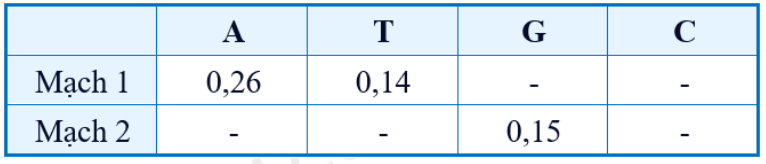 A T G C
Mạch 1 0,26 0,14 - -
Mạch 2 - - 0,15 -